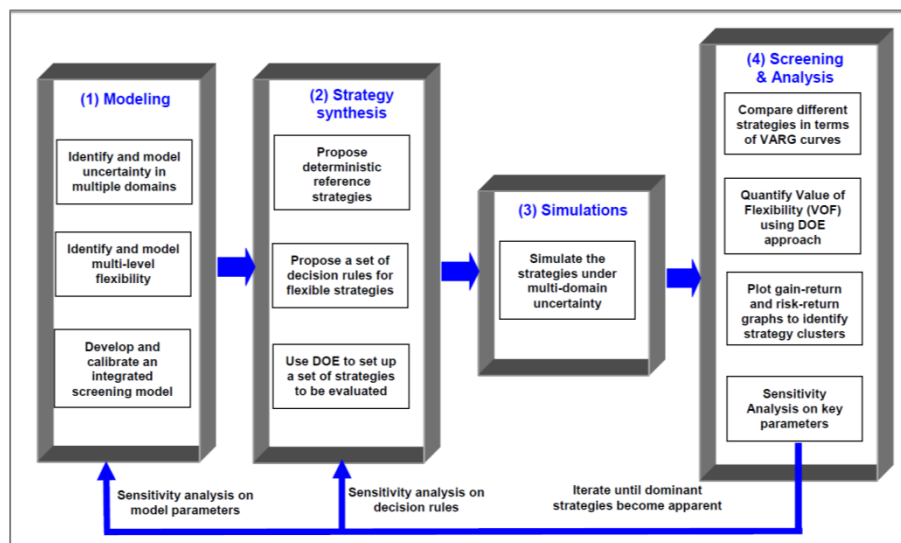 (1) Modeling
Identify and model
uncertainty in
multiple domains
Identify and model
multi-level
flexibility
Develop and
calibrate an
integrated
screening model
(2) Strategy
synthesis
Propose
deterministic
reference
strategies
Propose a set of
decision rules for
flexible strategies
Use DOE to set up
a set of strategies
to be evaluated
(3) Simulations
Simulate the
strategies under
multi-domain
uncertainty
(4) Screening
& Analysis
Compare different
strategies in terms
of VARG curves
Quantify Value of
Flexibility (VOF)
using DOE
approach
Plot gain-return
and risk-return
graphs to identify
strategy clusters
Sensitivity
Analysis on key
parameters
Sensitivity analysis on
model parameters
Sensitivity analysis on
decision rules
Iterate until dominant
strategies become apparent